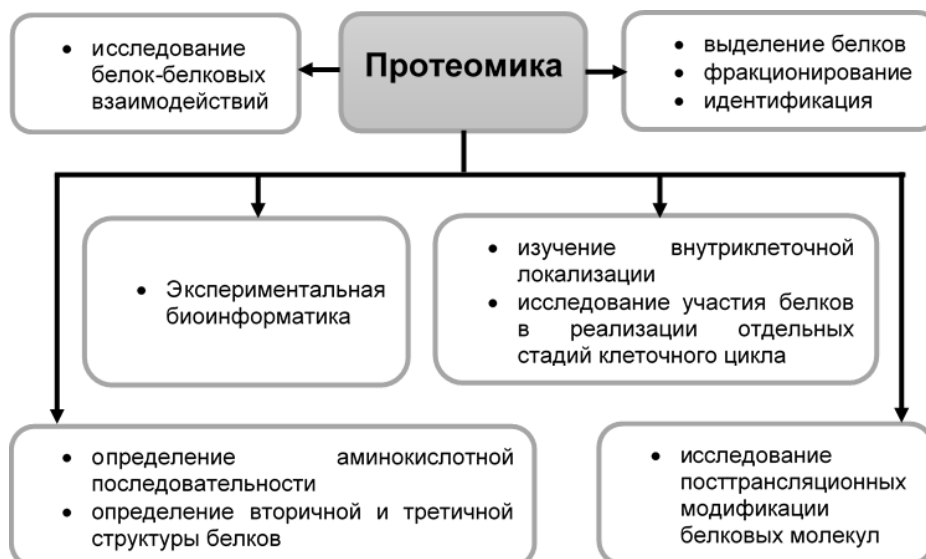 Протеомика
• исследование
белок-белковых
взаимодействий
• выделение белков
• фракционирование
• идентификация
• Экспериментальная
биоинформатика
• изучение внутриклеточной
локализации
• исследование участия белков
в реализации отдельных
стадий клеточного цикла
• определение аминокислотной
последовательности
• определение вторичной и третичной
структуры белков
• исследование
посттрансляционных
модификации
белковых молекул